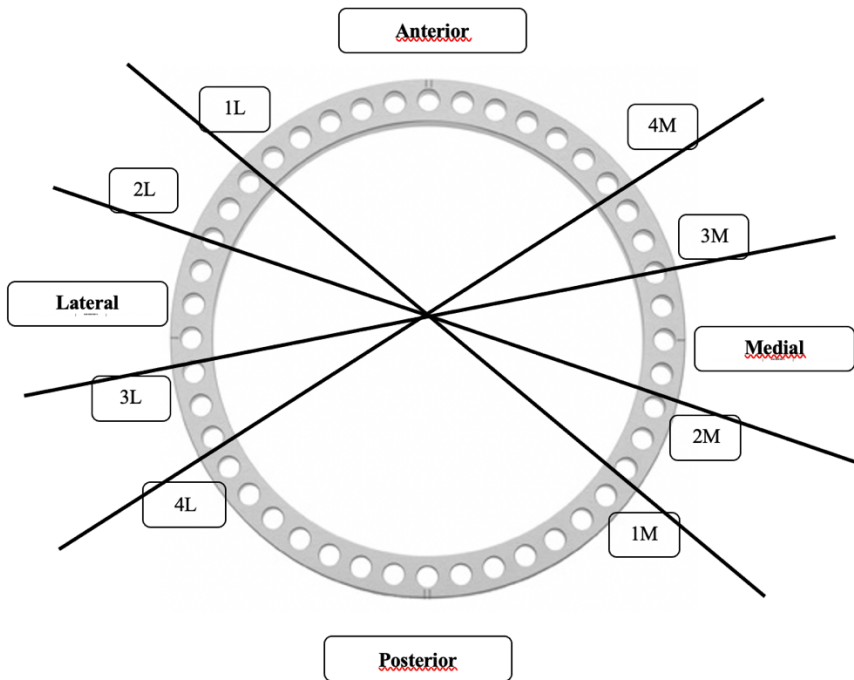 Anterior
1L
4M
2L
3M
Lateral
Medial
3L
2M
4L
1M
Posterior